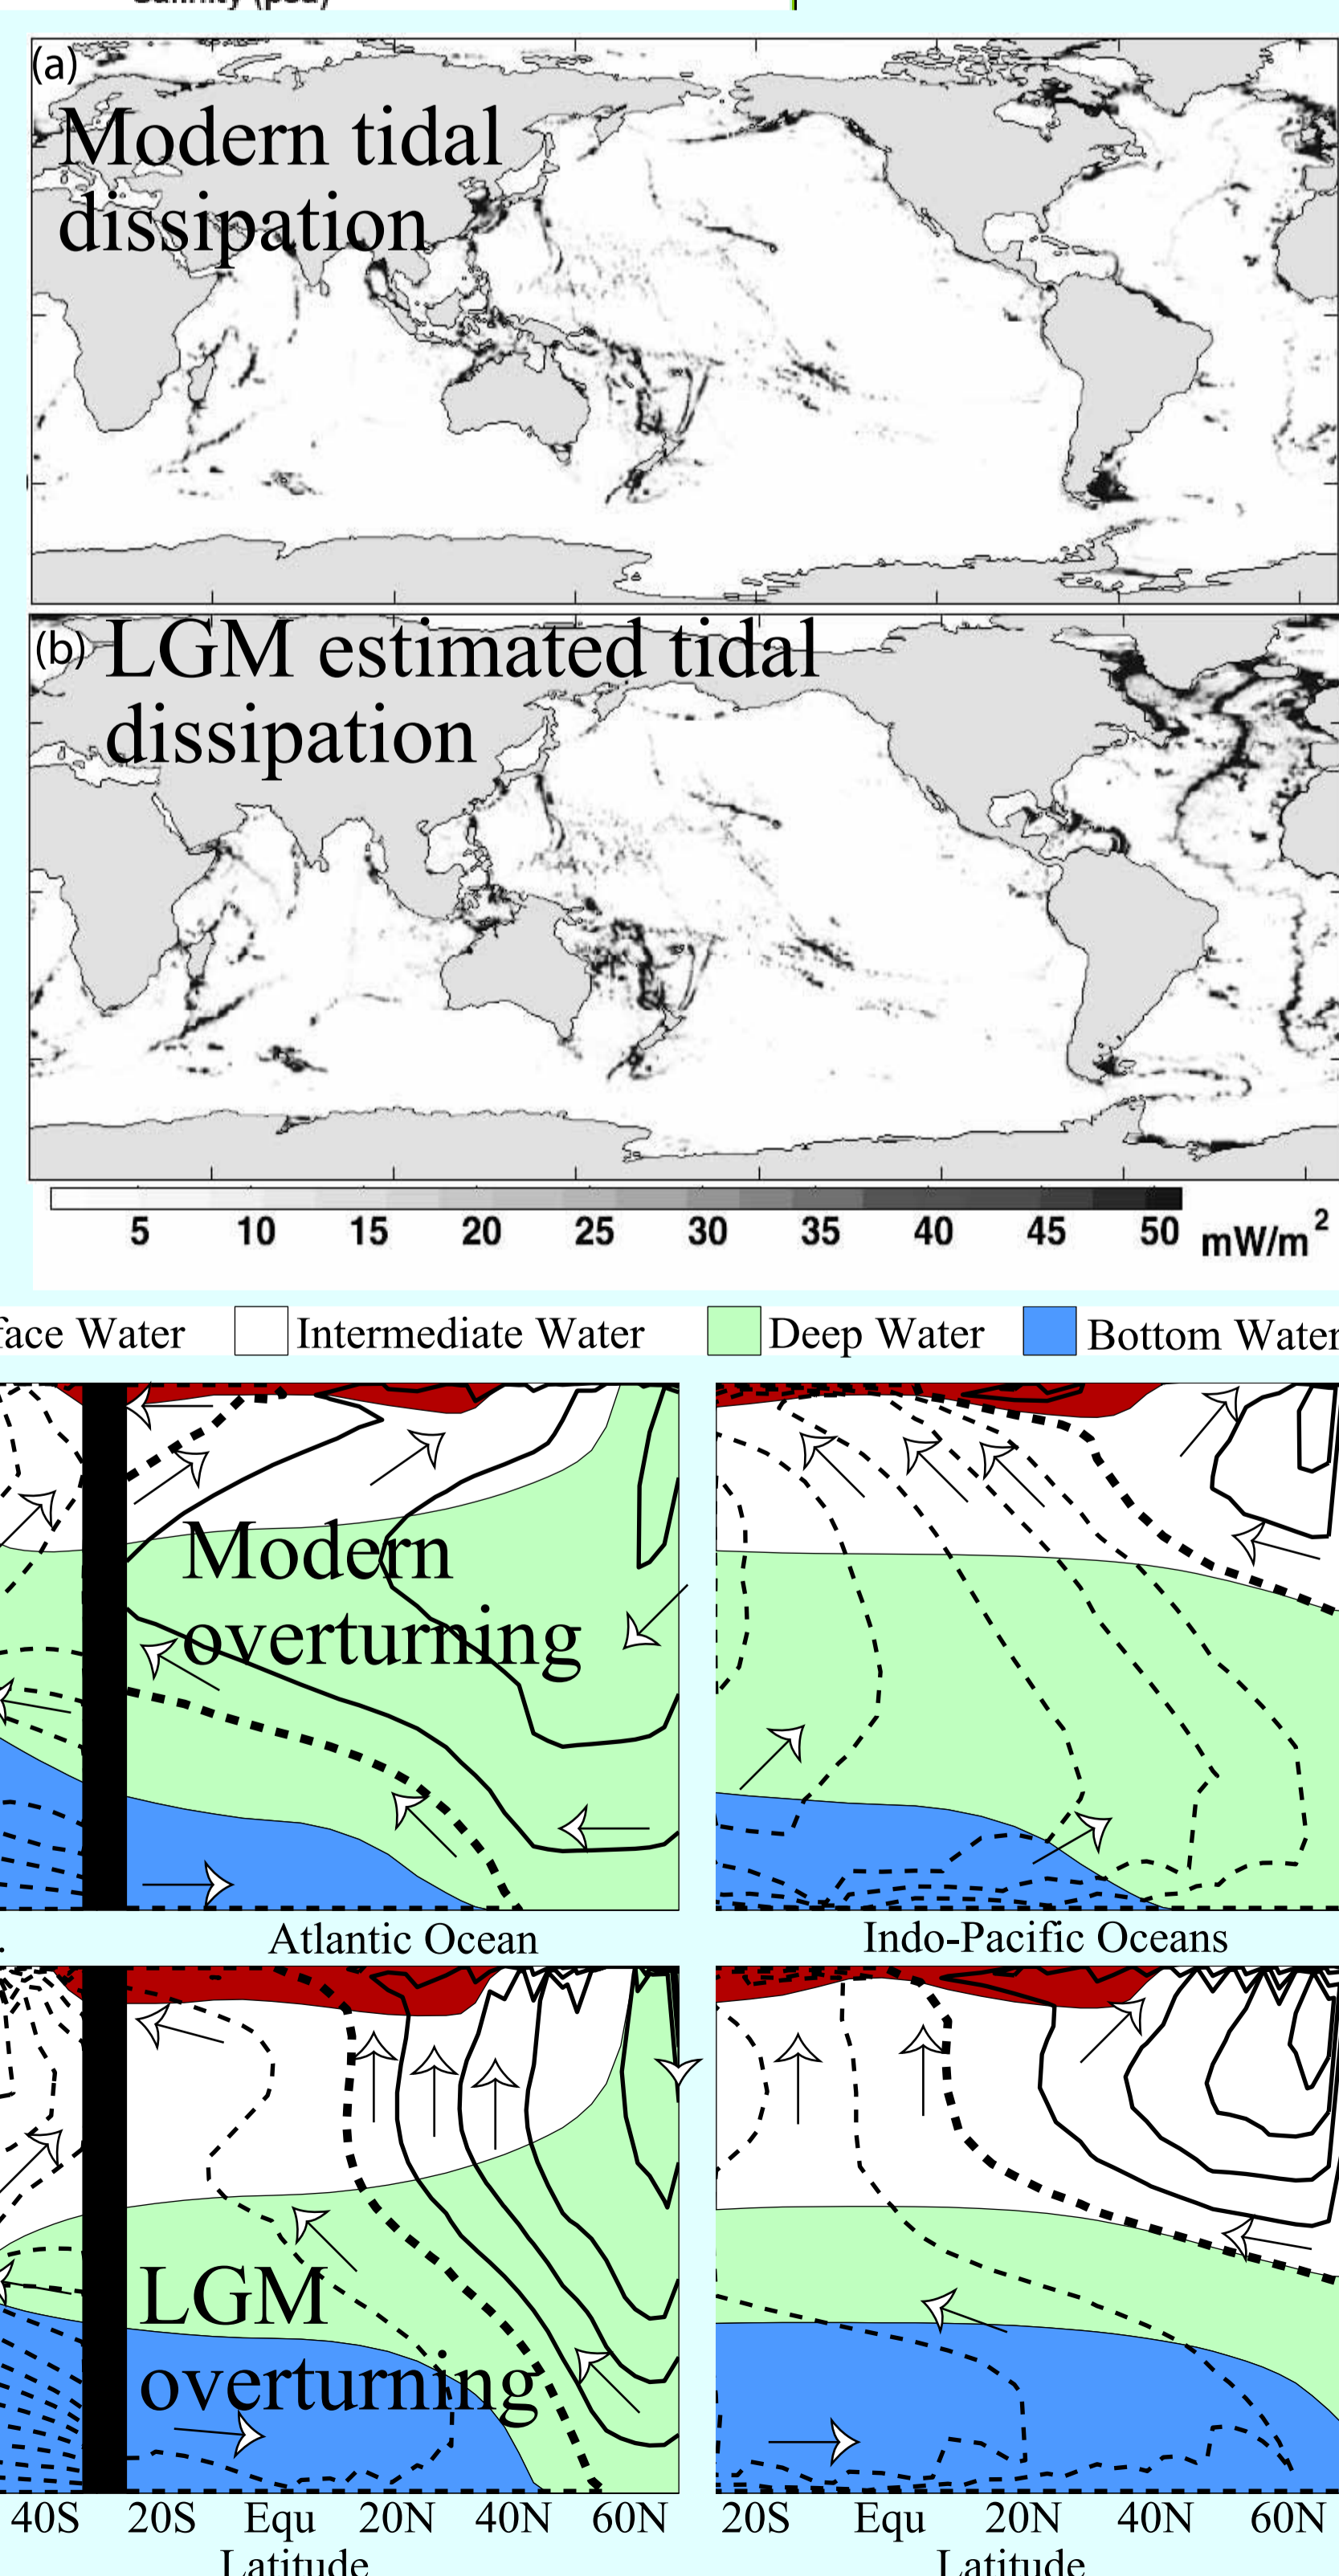 (a)
Modern tidal
dissipation
(b) LGM estimated tidal
dissipation
5 10 15 20 25 30 35 40 45 50 mW/m²
face Water Intermediate Water Deep Water Bottom Water
Modern
overturning
Atlantic Ocean Indo-Pacific Oceans
LGM
overturning
40S 20S Equ 20N 40N 60N 20S Equ 20N 40N 60N
Latitude Latitude